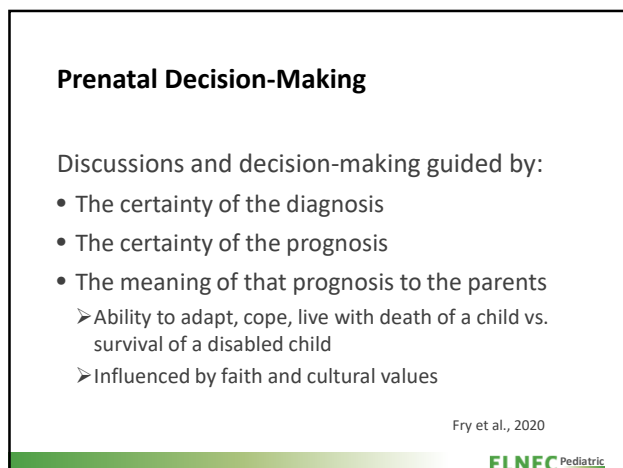 Prenatal Decision-Making
Discussions and decision-making guided by:
• The certainty of the diagnosis
• The certainty of the prognosis
• The meaning of that prognosis to the parents
➢Ability to adapt, cope, live with death of a child vs.
survival of a disabled child
➢Influenced by faith and cultural values
Fry et al., 2020
ELNEC Pediatric